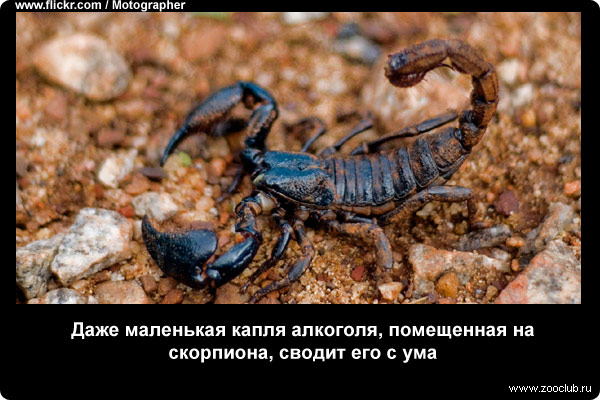 www.flickr.com / Motographer
Даже маленькая капля алкоголя, помещенная на
скорпиона, сводит его с ума
www.zooclub.ru